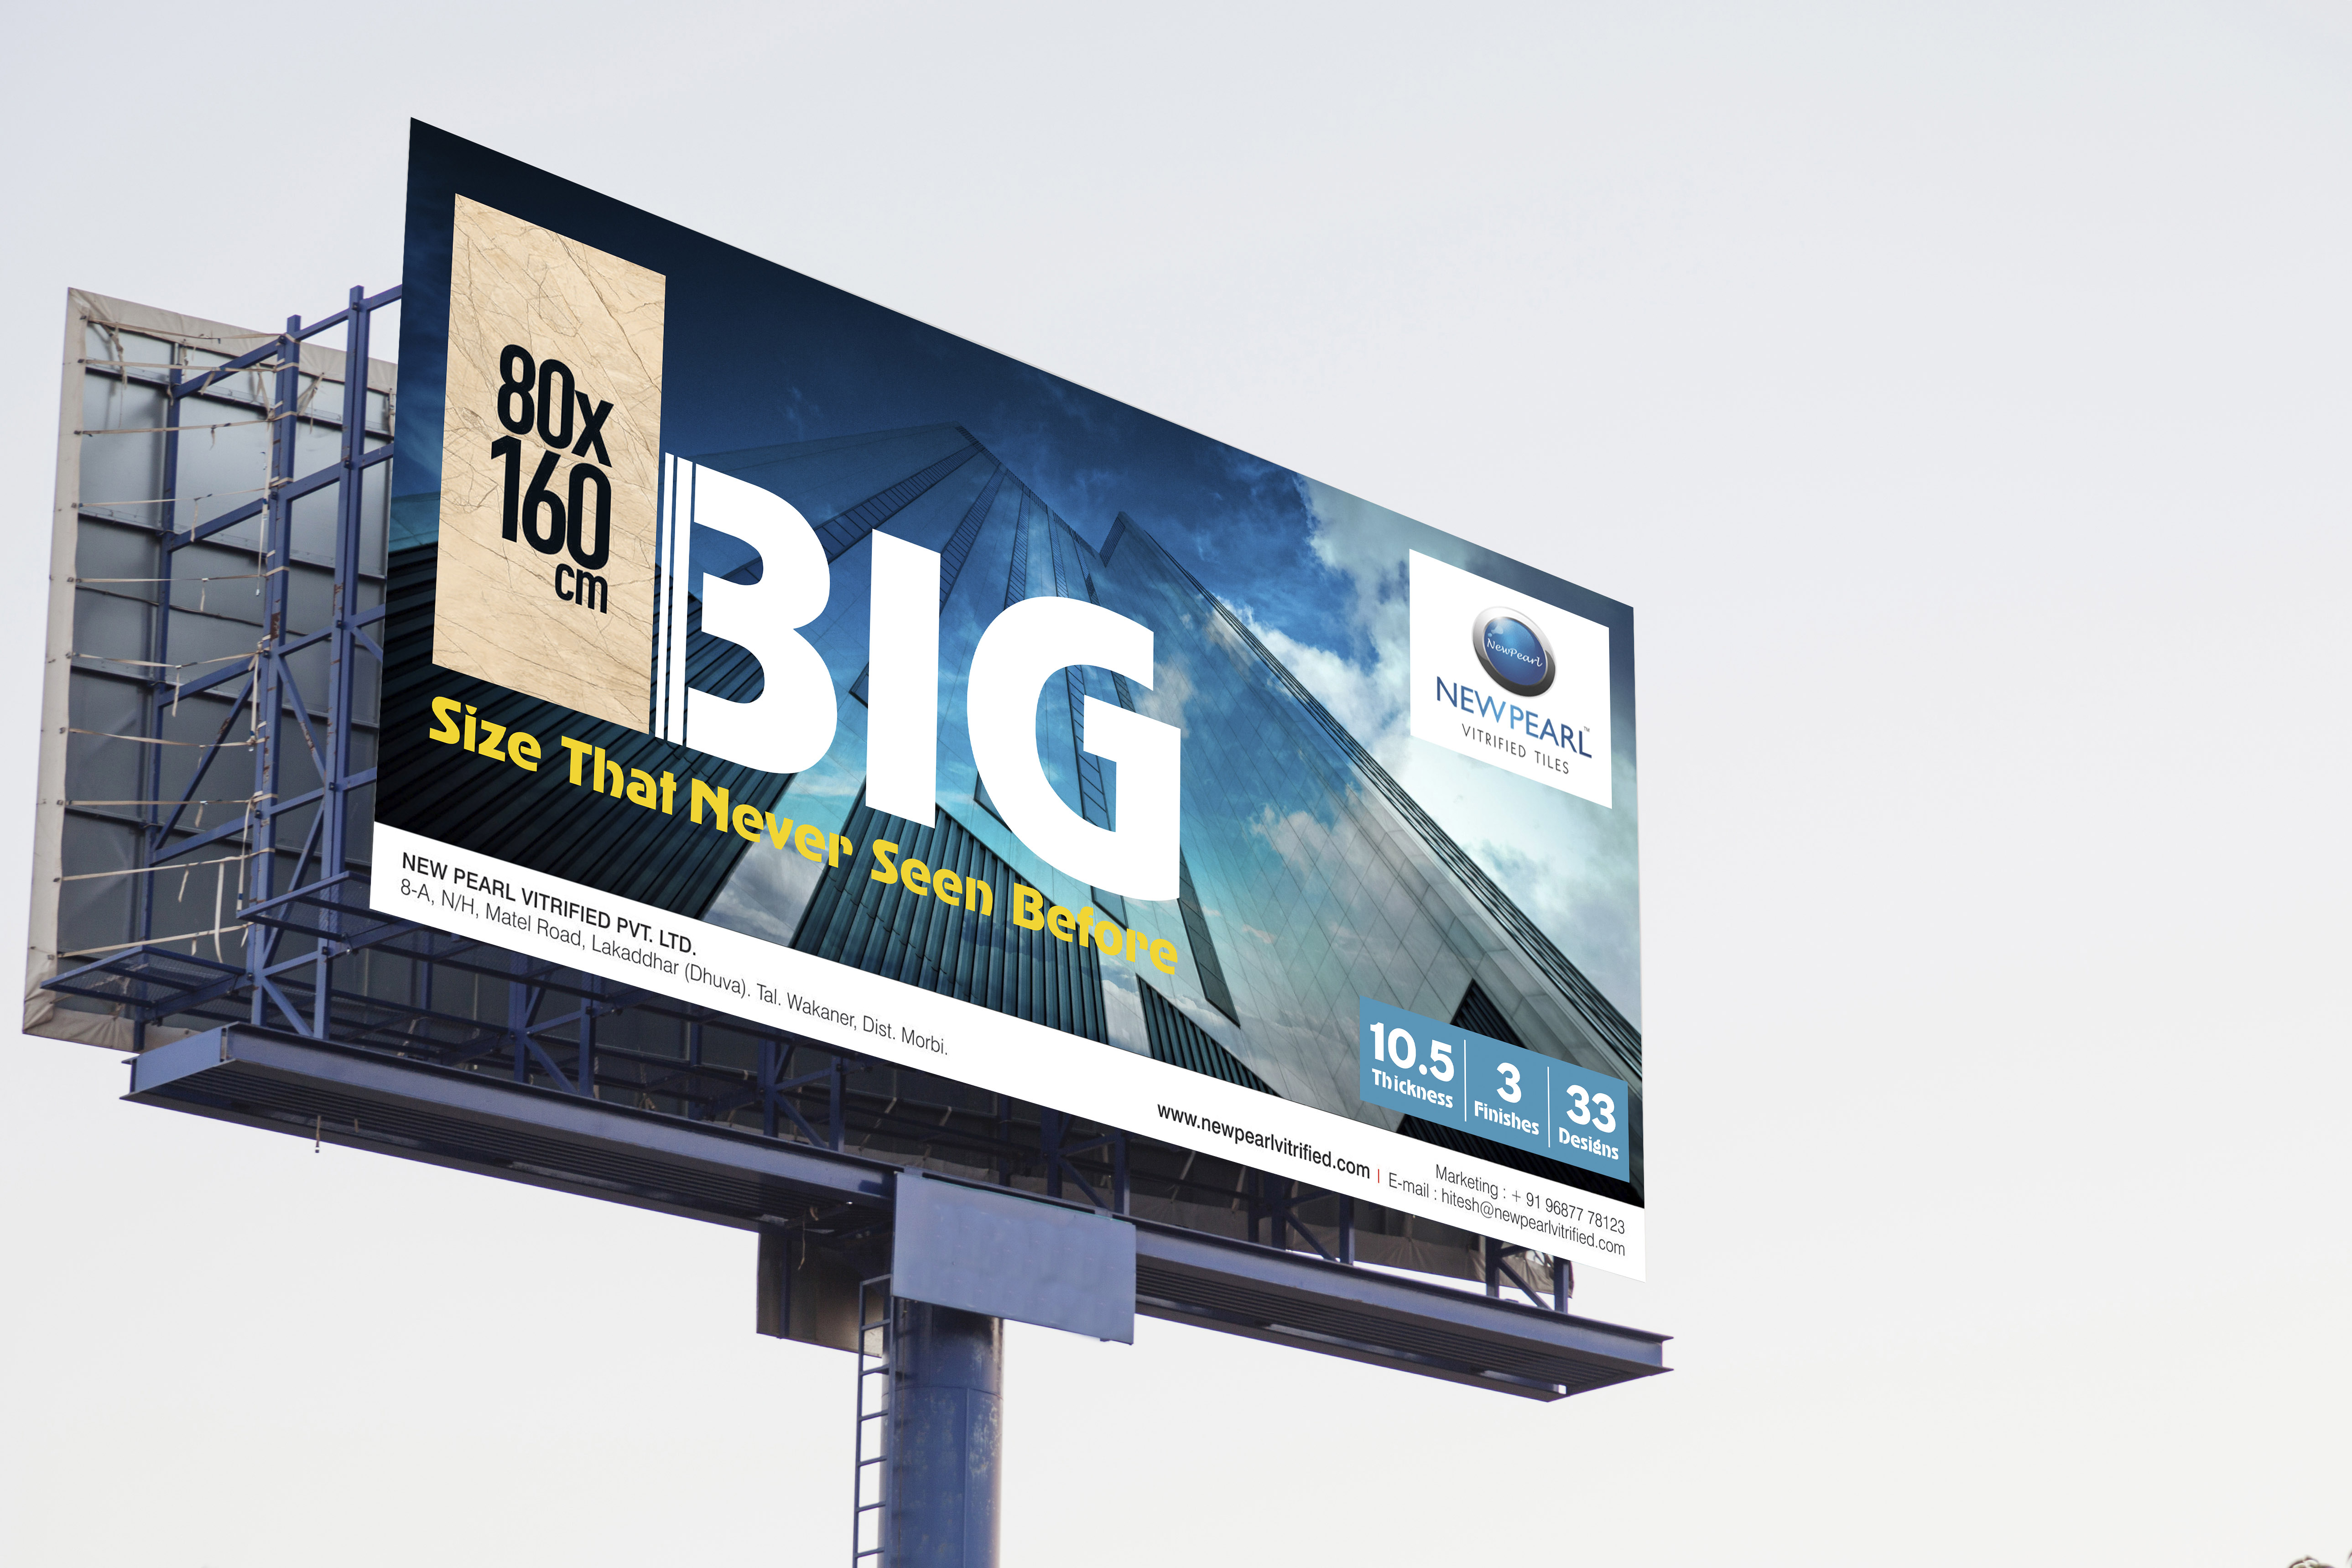 80x
160
cm
BIG
Size That Never Seen Before
NewPearl
NEWPEARL™
VITRIFIED TILES
10.5
Thickness
3
Finishes
33
Designs
NEW PEARL VITRIFIED PVT. LTD.
8-A, N/H, Matel Road, Lakaddhar (Dhuva). Tal. Wakaner, Dist. Morbi.
www.newpearlvitrified.com
Marketing : + 91 96877 78123
E-mail : hitesh@newpearlvitrified.com